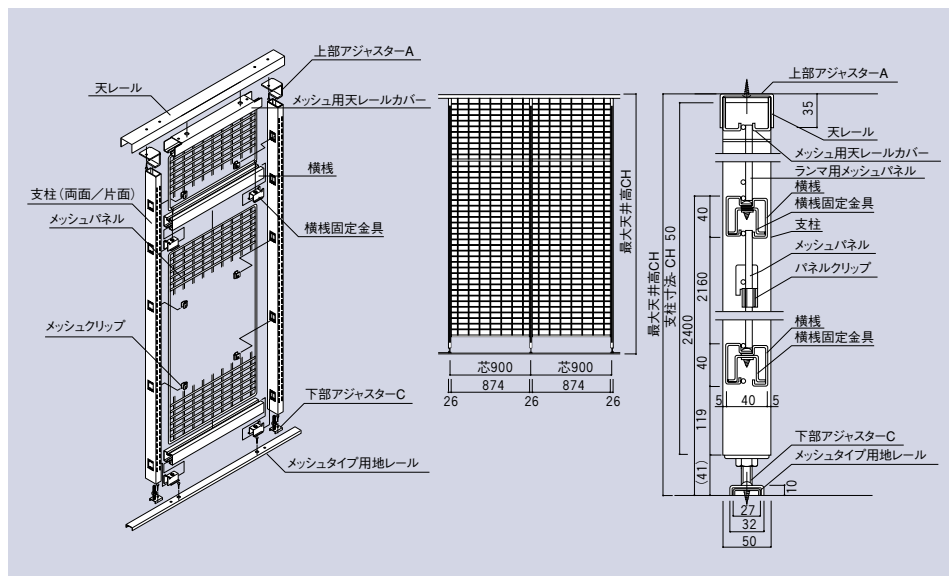 上部アジャスターA
天レール
メッシュ用天レールカバー
横桟
支柱（両面／片面）
メッシュパネル
横桟固定金具
メッシュクリップ
下部アジャスターC
メッシュタイプ用地レール
最大天井高CH
芯900
芯900
874
874
26
26
26
上部アジャスターA
35
天レール
メッシュ用天レールカバー
ランマ用メッシュパネル
横桟
横桟固定金具
支柱
メッシュパネル
パネルクリップ
横桟
横桟固定金具
最大天井高CH
支柱寸法-CH 50
2400
40
2160
40
119
(41)
5
40
5
下部アジャスターC
メッシュタイプ用地レール
10
27
32
50